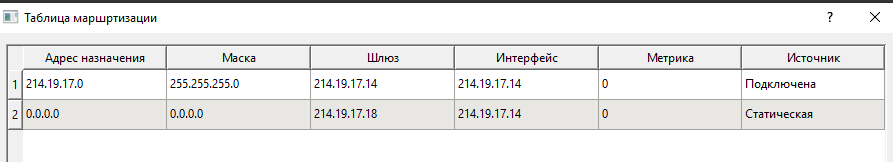 Таблица маршртизации
Адрес назначения Маска Шлюз Интерфейс Метрика Источник
1 214.19.17.0 255.255.255.0 214.19.17.14 214.19.17.14 0 Подключена
2 0.0.0.0 0.0.0.0 214.19.17.18 214.19.17.14 0 Статическая